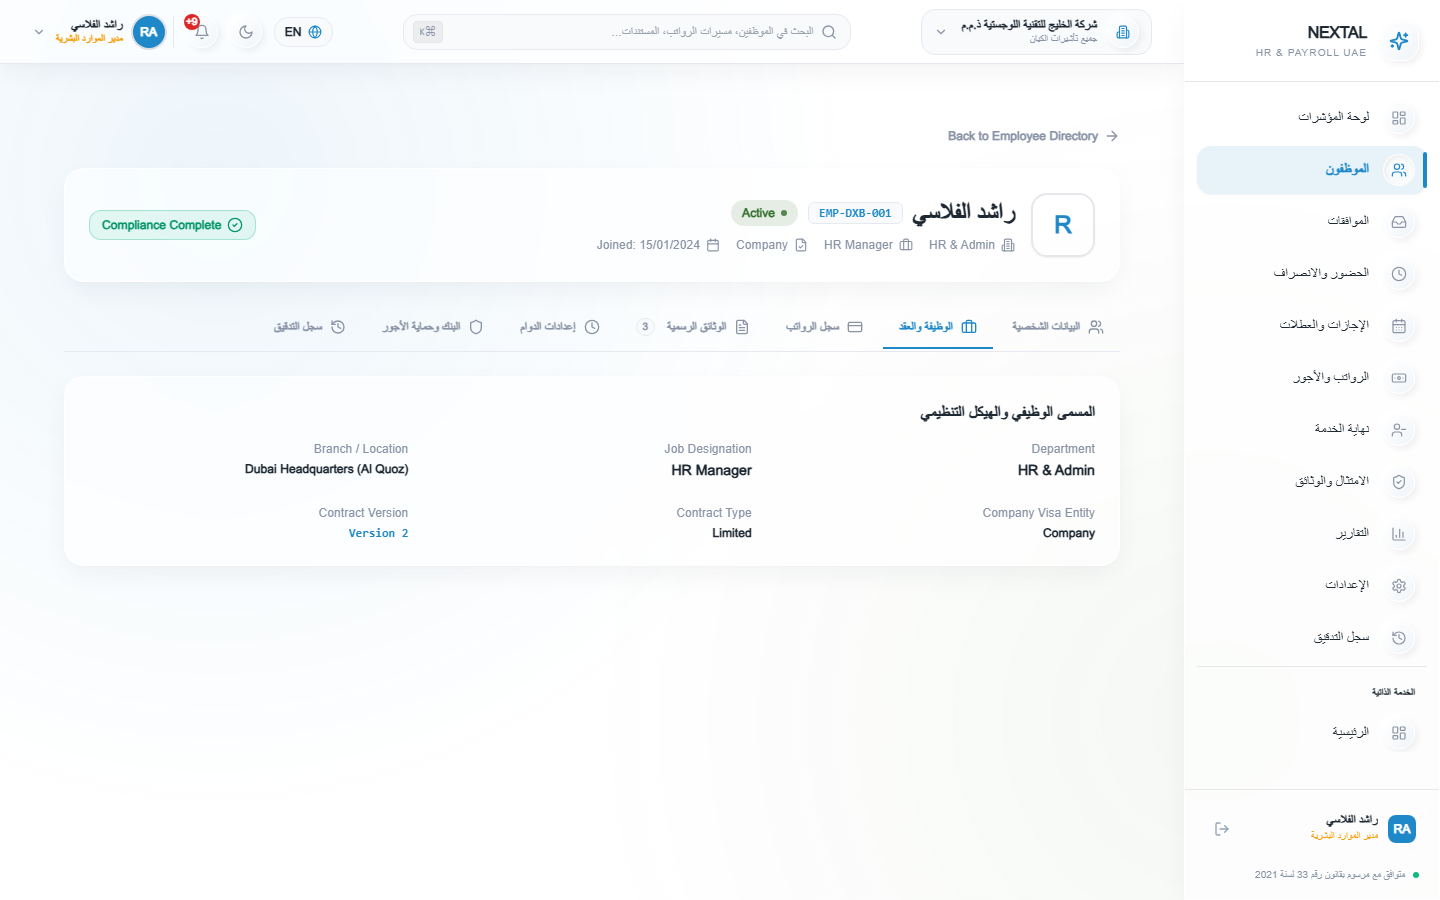 NEXTAL
HR & PAYROLL UAE
لوحة المؤشرات
الموظفون
الموافقات
الحضور والانصراف
الإجازات والعطلات
الرواتب والأجور
نهاية الخدمة
الامتثال والوثائق
التقارير
الإعدادات
سجل التدقيق
الخدمة الذاتية
الرئيسية
راشد الفلاسي
مدير الموارد البشرية
RA
متوافق مع مرسوم بقانون رقم 33 لسنة 2021
شركة الخليج للتقنية اللوجستية ذ.م.م
جميع تأشيرات الكيان
البحث في الموظفين، مسيرات الرواتب، المستندات...
⌘K
EN
9+
RA
راشد الفلاسي
مدير الموارد البشرية
Back to Employee Directory
R
راشد الفلاسي
EMP-DXB-001
Active
HR & Admin
HR Manager
Company
Joined: 15/01/2024
Compliance Complete
البيانات الشخصية
الوظيفة والعقد
سجل الرواتب
الوثائق الرسمية 3
إعدادات الدوام
البنك وحماية الأجور
سجل التدقيق
المسمى الوظيفي والهيكل التنظيمي
Department
HR & Admin
Job Designation
HR Manager
Branch / Location
Dubai Headquarters (Al Quoz)
Company Visa Entity
Company
Contract Type
Limited
Contract Version
Version 2